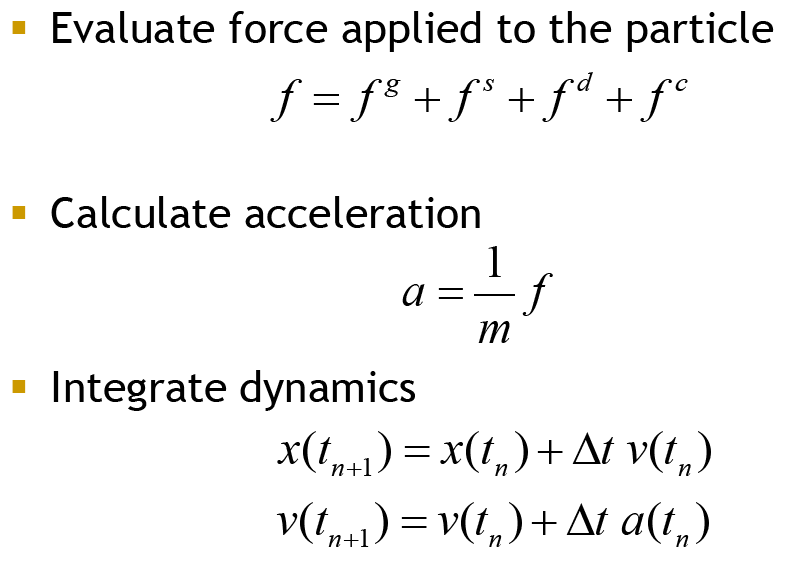 ▪ Evaluate force applied to the particle
f = f^g + f^s + f^d + f^c
▪ Calculate acceleration
a = \frac{1}{m} f
▪ Integrate dynamics
x(t_{n+1}) = x(t_n) + Δt v(t_n)
v(t_{n+1}) = v(t_n) + Δt a(t_n)